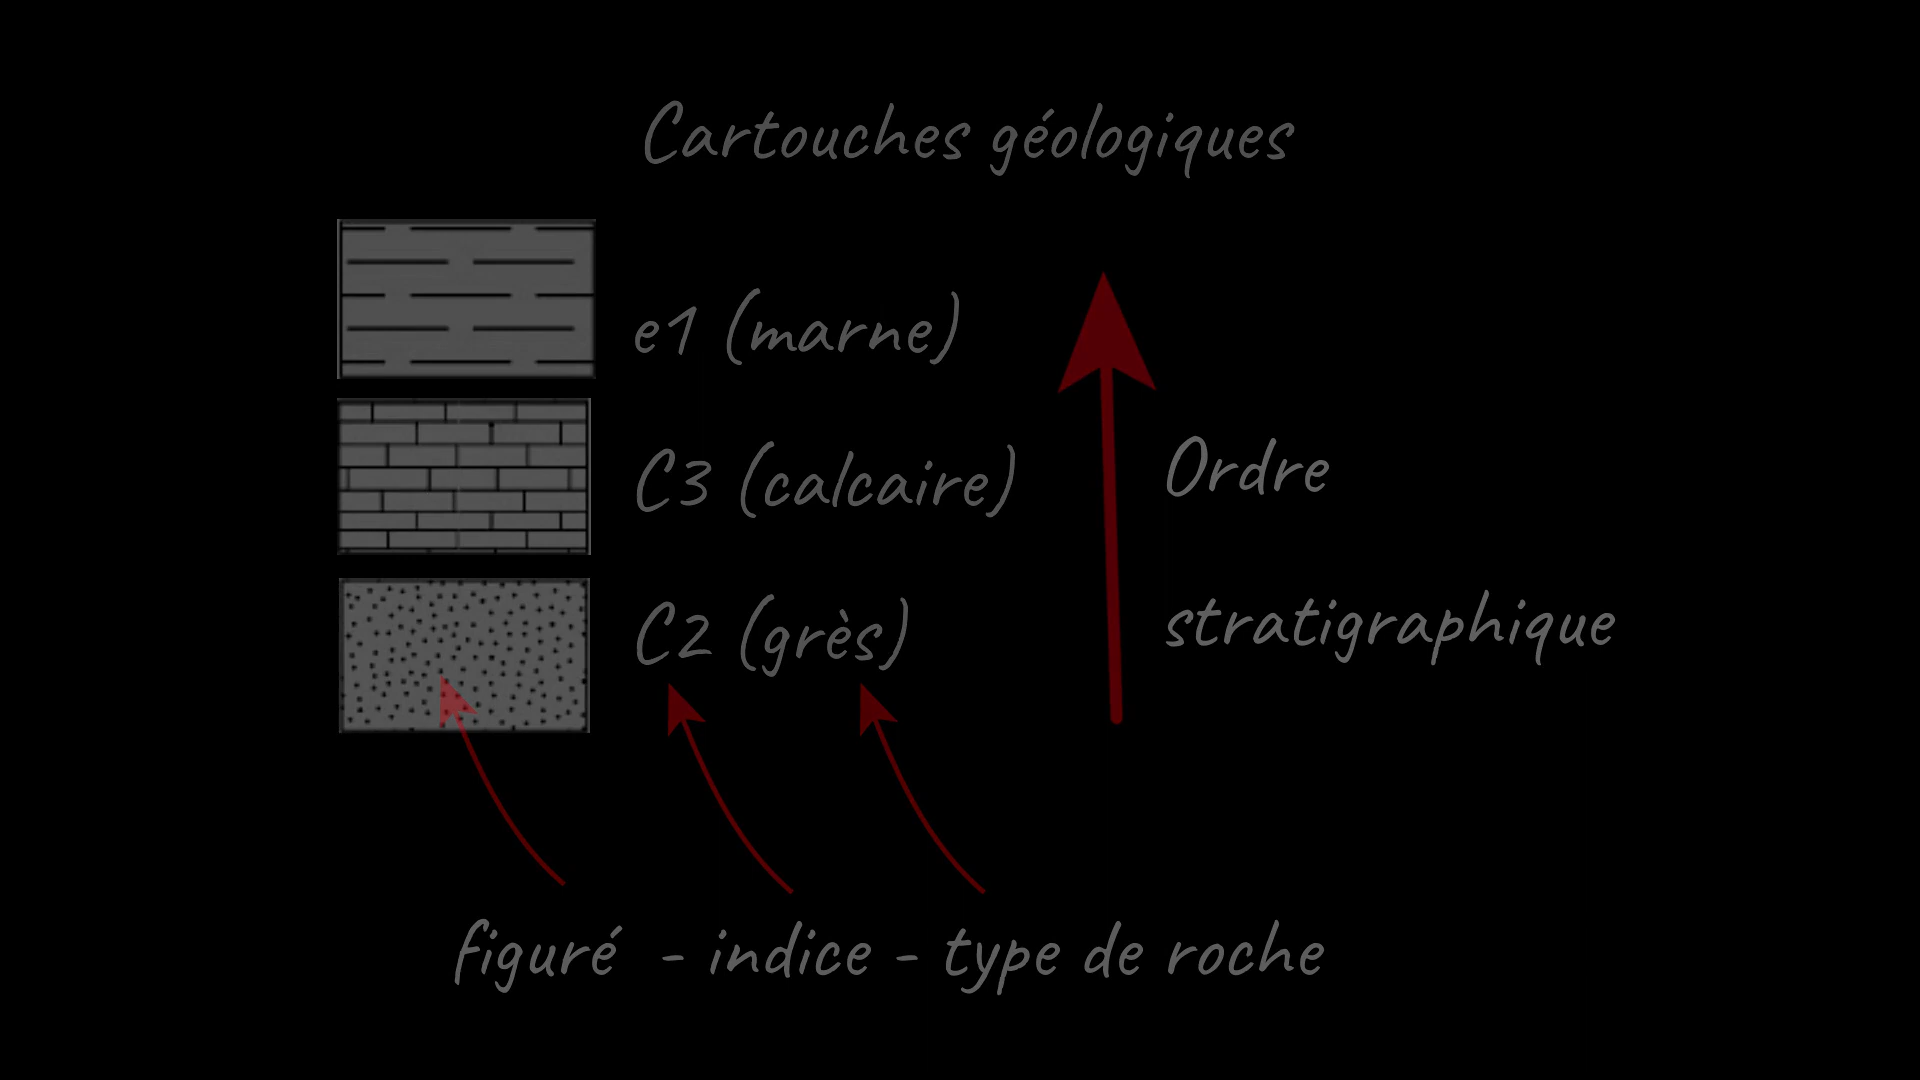 Cartouches géologiques
e1 (marne)
C3 (calcaire)
C2 (grès)
Ordre
stratigraphique
figuré - indice - type de roche